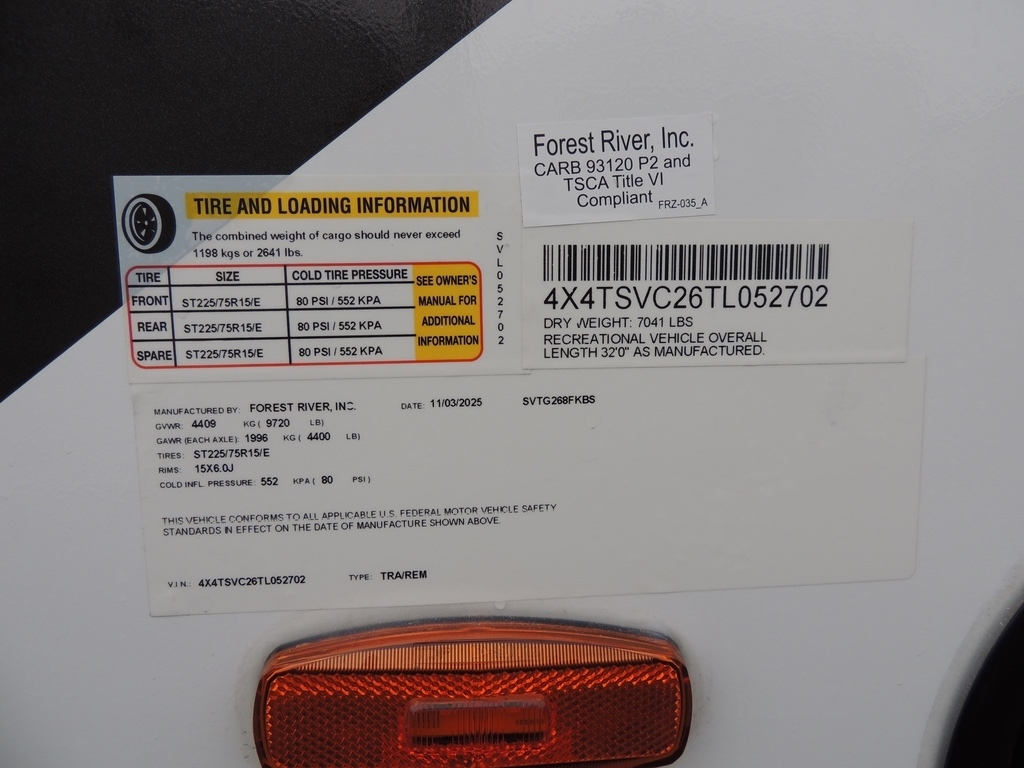 Forest River, Inc.
CARB 93120 P2 and
TSCA Title VI
Compliant FRZ-035_A
TIRE AND LOADING INFORMATION
The combined weight of cargo should never exceed
1198 kgs or 2641 lbs.
TIRE SIZE COLD TIRE PRESSURE
FRONT ST225/75R15/E 80 PSI / 552 KPA
REAR ST225/75R15/E 80 PSI / 552 KPA
SPARE ST225/75R15/E 80 PSI / 552 KPA
SEE OWNER'S
MANUAL FOR
ADDITIONAL
INFORMATION
SVL052702
4X4TSVC26TL052702
DRY WEIGHT: 7041 LBS
RECREATIONAL VEHICLE OVERALL
LENGTH 32'0" AS MANUFACTURED.
MANUFACTURED BY: FOREST RIVER, INC. DATE: 11/03/2025 SVTG268FKBS
GVWR: 4409 KG ( 9720 LB)
GAWR (EACH AXLE): 1996 KG ( 4400 LB)
TIRES: ST225/75R15/E
RIMS: 15X6.0J
COLD INFL. PRESSURE: 552 KPA ( 80 PSI )
THIS VEHICLE CONFORMS TO ALL APPLICABLE U.S. FEDERAL MOTOR VEHICLE SAFETY
STANDARDS IN EFFECT ON THE DATE OF MANUFACTURE SHOWN ABOVE.
V.I.N.: 4X4TSVC26TL052702 TYPE: TRA/REM